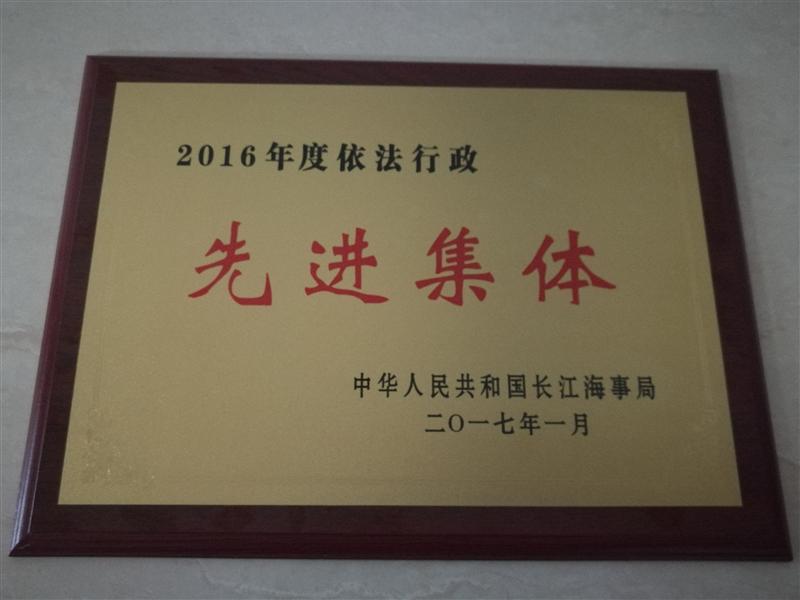 2016年度依法行政
先进集体
中华人民共和国长江海事局
二〇一七年一月